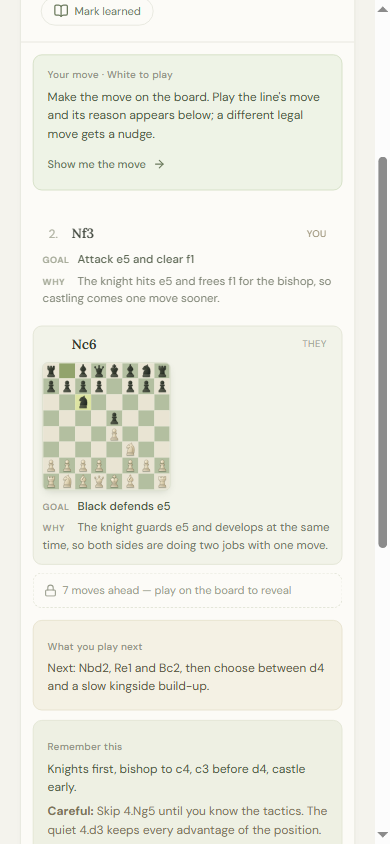 Mark learned
Your move · White to play
Make the move on the board. Play the line's move
and its reason appears below; a different legal
move gets a nudge.
Show me the move →
2. Nf3 YOU
GOAL Attack e5 and clear f1
WHY The knight hits e5 and frees f1 for the bishop, so
castling comes one move sooner.
Nc6 THEY
GOAL Black defends e5
WHY The knight guards e5 and develops at the same
time, so both sides are doing two jobs with one move.
7 moves ahead — play on the board to reveal
What you play next
Next: Nbd2, Re1 and Bc2, then choose between d4
and a slow kingside build-up.
Remember this
Knights first, bishop to c4, c3 before d4, castle
early.
Careful: Skip 4.Ng5 until you know the tactics. The
quiet 4.d3 keeps every advantage of the position.